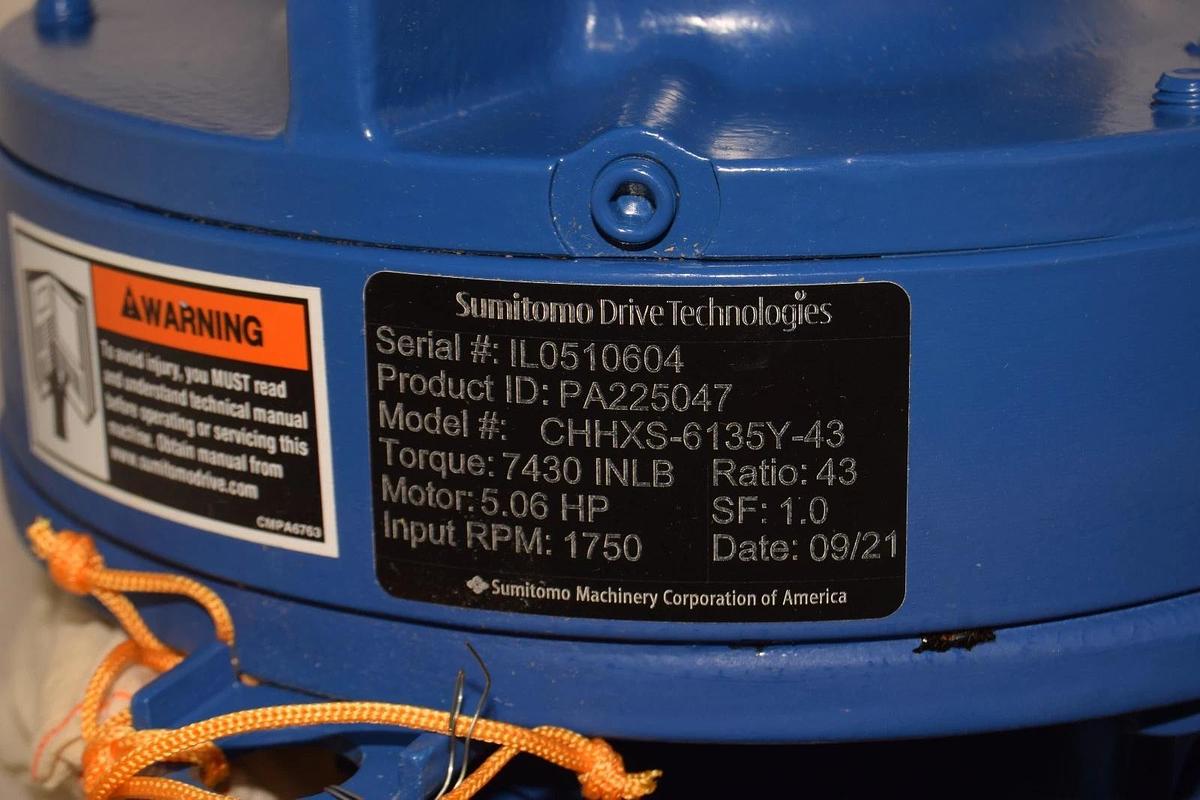 WARNING
To avoid injury, you MUST read
and understand technical manual
before operating or servicing this
machine. Obtain manual from
www.sumitomodrive.com
CMPA6763
Sumitomo Drive Technologies
Serial #: IL0510604
Product ID: PA225047
Model #: CHHXS-6135Y-43
Torque: 7430 INLB Ratio: 43
Motor: 5.06 HP SF: 1.0
Input RPM: 1750 Date: 09/21
Sumitomo Machinery Corporation of America